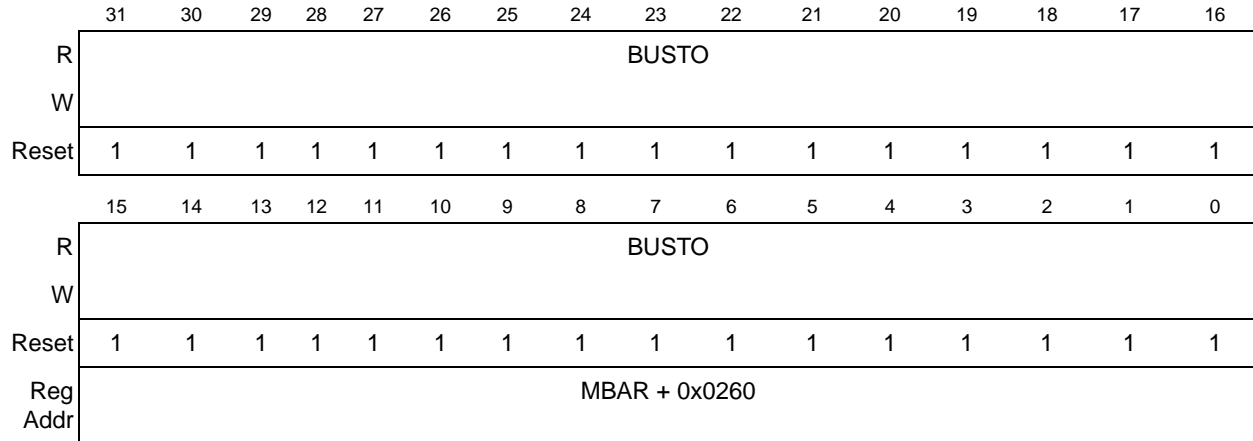 31 30 29 28 27 26 25 24 23 22 21 20 19 18 17 16
R BUSTO
W
Reset 1 1 1 1 1 1 1 1 1 1 1 1 1 1 1 1
15 14 13 12 11 10 9 8 7 6 5 4 3 2 1 0
R BUSTO
W
Reset 1 1 1 1 1 1 1 1 1 1 1 1 1 1 1 1
Reg MBAR + 0x0260
Addr